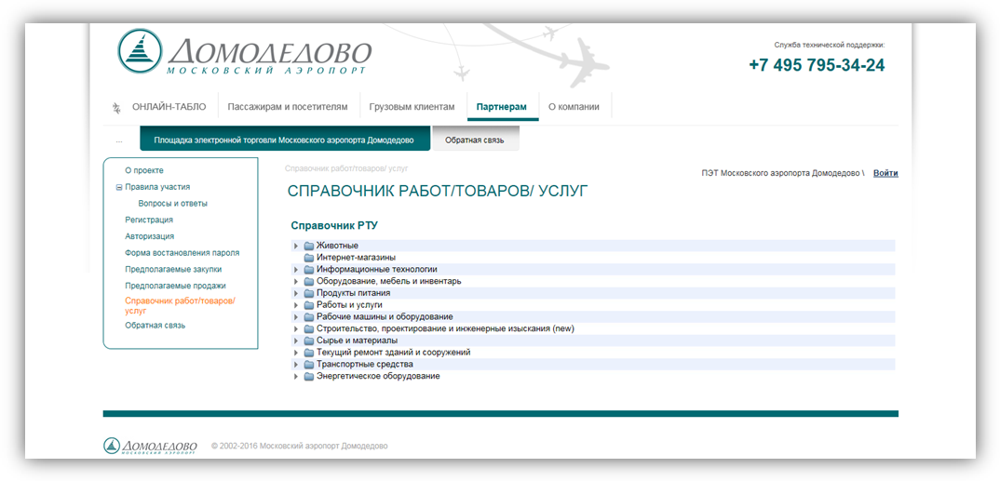 ДОМОДЕДОВО
МОСКОВСКИЙ АЭРОПОРТ
Служба технической поддержки:
+7 495 795-34-24
ОНЛАЙН-ТАБЛО Пассажирам и посетителям Грузовым клиентам Партнерам О компании
... Площадка электронной торговли Московского аэропорта Домодедово Обратная связь
О проекте
Правила участия
Вопросы и ответы
Регистрация
Авторизация
Форма востановления пароля
Предполагаемые закупки
Предполагаемые продажи
Справочник работ/товаров/
услуг
Обратная связь
Справочник работ/товаров/ услуг
ПЭТ Московского аэропорта Домодедово \ Войти
СПРАВОЧНИК РАБОТ/ТОВАРОВ/ УСЛУГ
Справочник РТУ
Животные
Интернет-магазины
Информационные технологии
Оборудование, мебель и инвентарь
Продукты питания
Работы и услуги
Рабочие машины и оборудование
Строительство, проектирование и инженерные изыскания (new)
Сырье и материалы
Текущий ремонт зданий и сооружений
Транспортные средства
Энергетическое оборудование
ДОМОДЕДОВО
МОСКОВСКИЙ АЭРОПОРТ
© 2002-2016 Московский аэропорт Домодедово